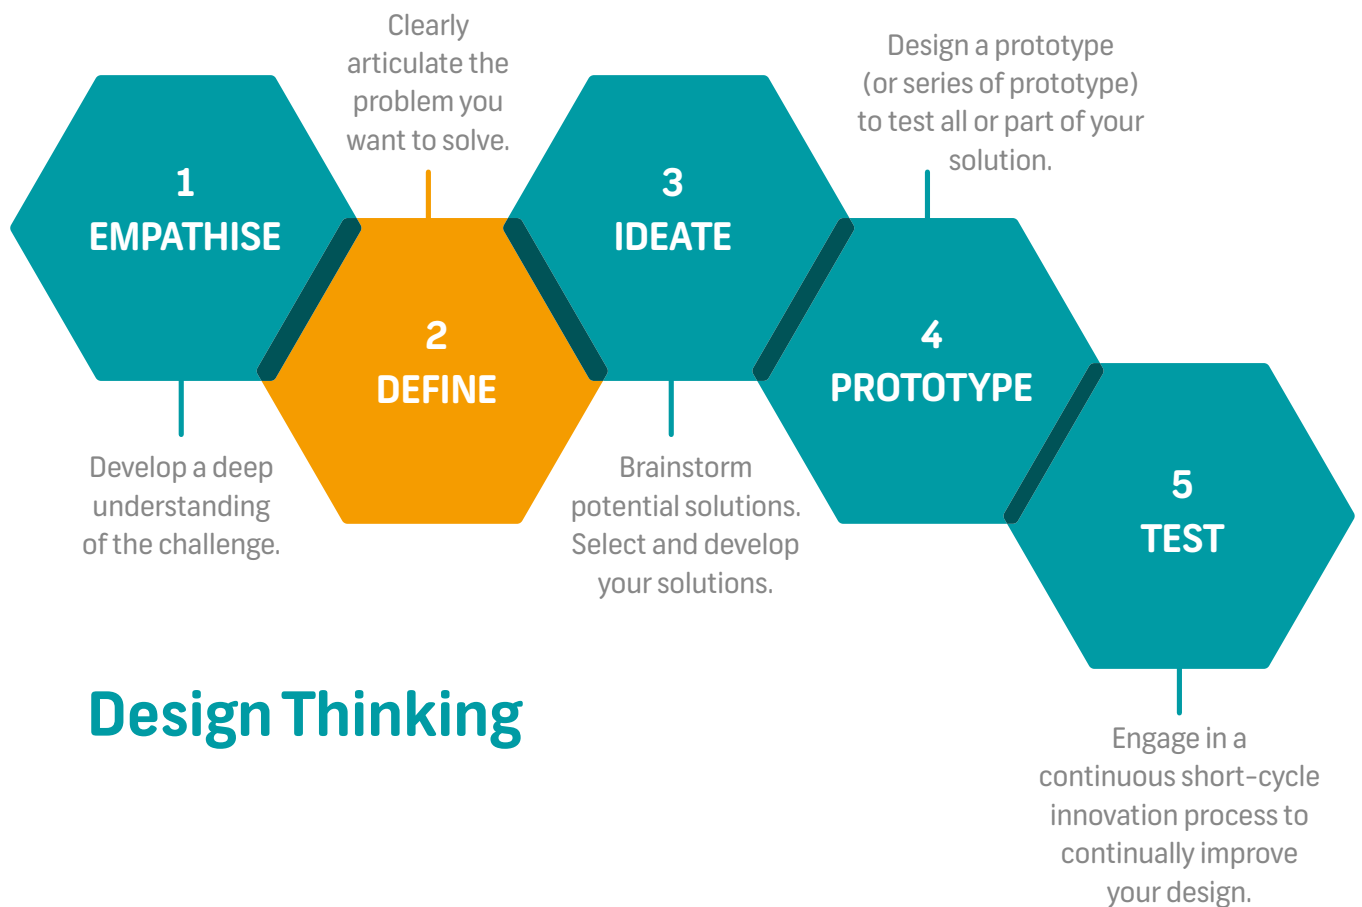 1
EMPATHISE
Develop a deep
understanding
of the challenge.
Clearly
articulate the
problem you
want to solve.
2
DEFINE
3
IDEATE
Brainstorm
potential solutions.
Select and develop
your solutions.
Design a prototype
(or series of prototype)
to test all or part of your
solution.
4
PROTOTYPE
5
TEST
Engage in a
continuous short-cycle
innovation process to
continually improve
your design.
Design Thinking